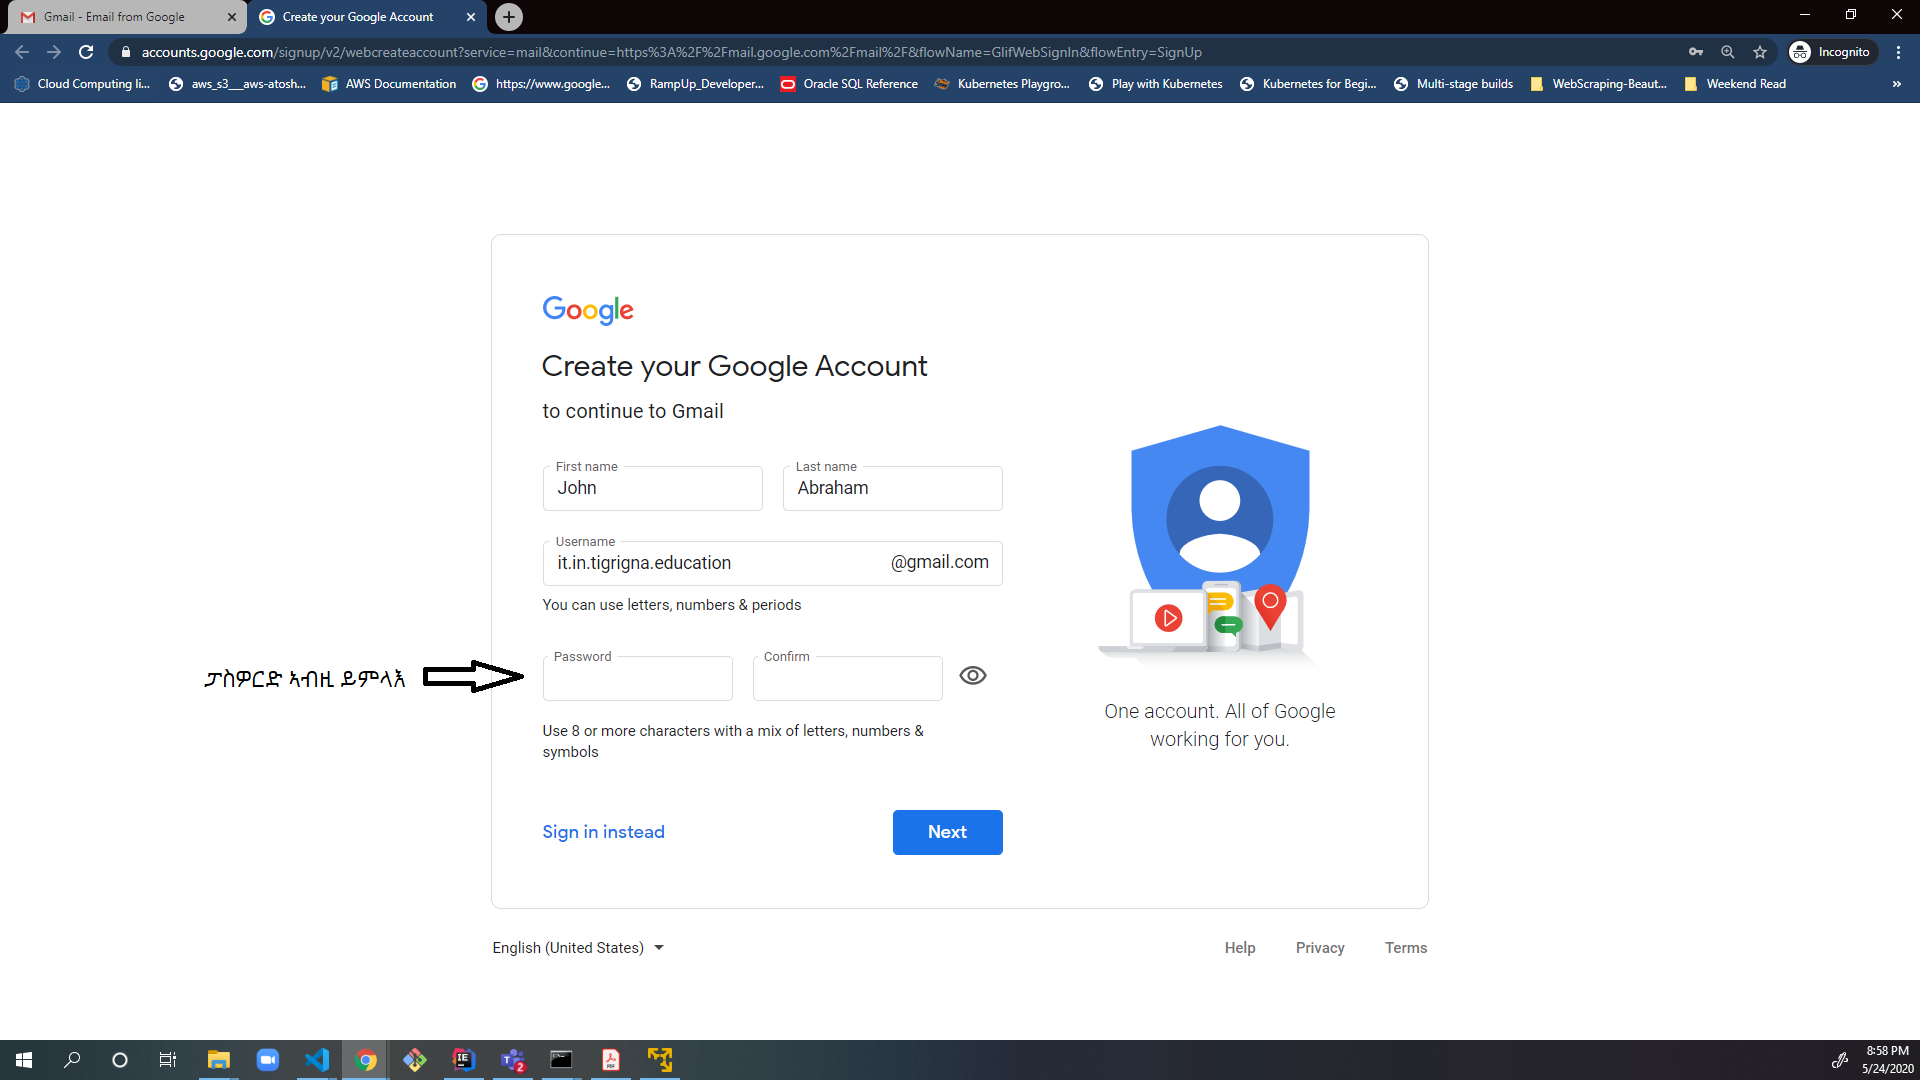 Gmail - Email from Google
Create your Google Account
accounts.google.com/signup/v2/webcreateaccount?service=mail&continue=https%3A%2F%2Fmail.google.com%2Fmail%2F&flowName=GlifWebSignIn&flowEntry=SignUp
Incognito
Cloud Computing li... aws_s3__aws-atosh... AWS Documentation https://www.google... RampUp_Developer... Oracle SQL Reference Kubernetes Playgro... Play with Kubernetes Kubernetes for Begi... Multi-stage builds WebScraping-Beaut... Weekend Read »
Google
Create your Google Account
to continue to Gmail
First name Last name
John Abraham
Username
it.in.tigrigna.education @gmail.com
You can use letters, numbers & periods
Password Confirm
ፓስዎርድ ኣብዚ ይምላእ
Use 8 or more characters with a mix of letters, numbers &
symbols
One account. All of Google
working for you.
Sign in instead Next
English (United States) Help Privacy Terms
8:58 PM
5/24/2020